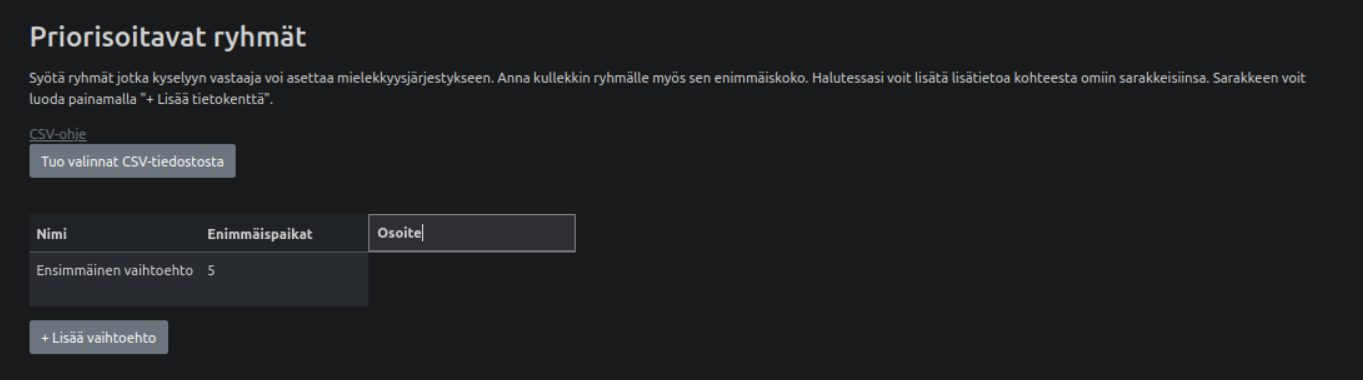 Priorisoitavat ryhmät
Syötä ryhmät jotka kyselyyn vastaaja voi asettaa mielekkyysjärjestykseen. Anna kullekkin ryhmälle myös sen enimmäiskoko. Halutessasi voit lisätä lisätietoa kohteesta omiin sarakkeisiinsa. Sarakkeen voit
luoda painamalla "+ Lisää tietokenttä".
CSV-ohje
Tuo valinnat CSV-tiedostosta
Nimi Enimmäispaikat Osoite
Ensimmäinen vaihtoehto 5
+ Lisää vaihtoehto